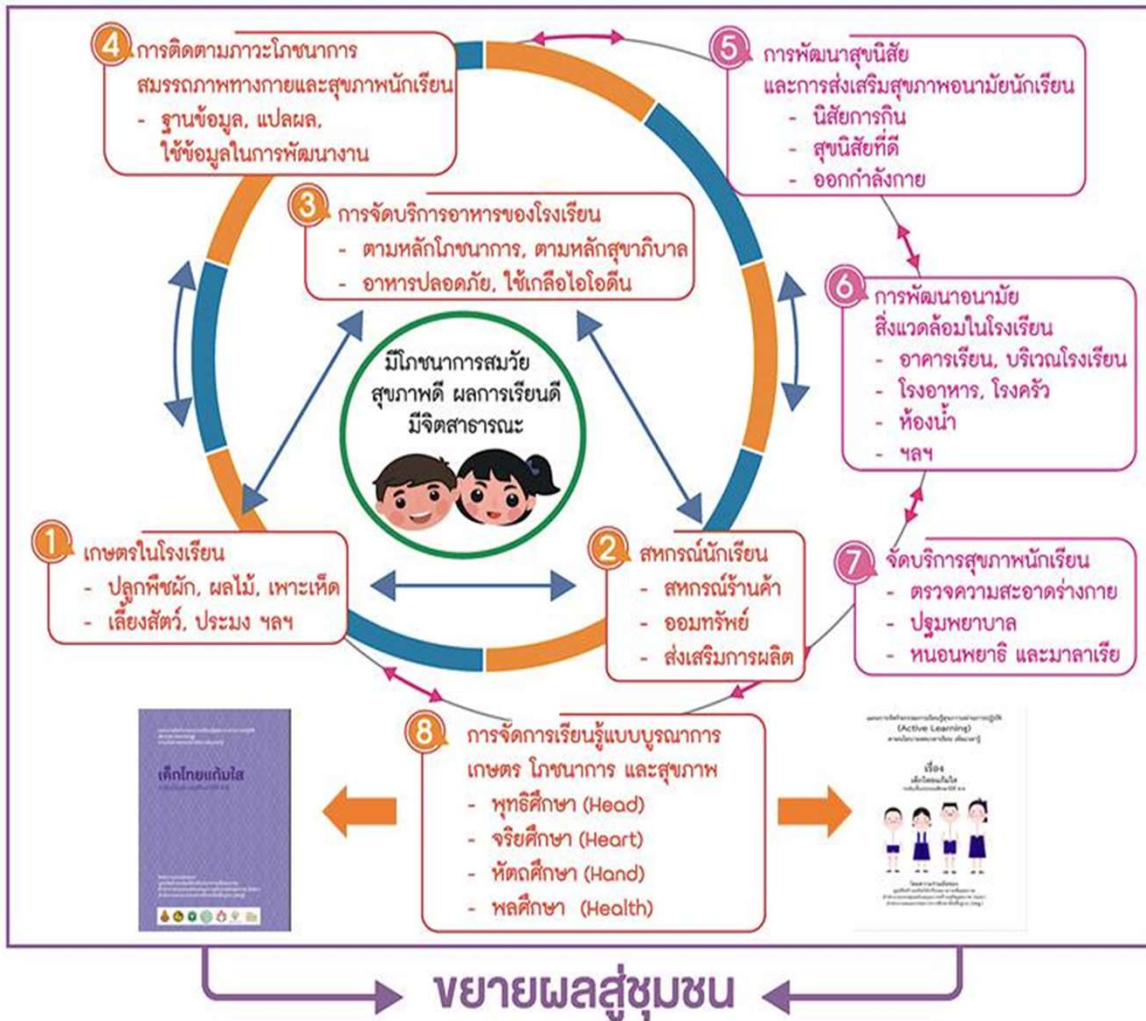 4
การติดตามภาวะโภชนาการ
สมรรถภาพทางกายและสุขภาพนักเรียน
- ฐานข้อมูล, แปลผล,
ใช้ข้อมูลในการพัฒนางาน
5
การพัฒนาสุขนิสัย
และการส่งเสริมสุขภาพอนามัยนักเรียน
- นิสัยการกิน
- สุขนิสัยที่ดี
- ออกกำลังกาย
3
การจัดบริการอาหารของโรงเรียน
- ตามหลักโภชนาการ, ตามหลักสุขาภิบาล
- อาหารปลอดภัย, ใช้เกลือไอโอดีน
6
การพัฒนาอนามัย
สิ่งแวดล้อมในโรงเรียน
- อาคารเรียน, บริเวณโรงเรียน
- โรงอาหาร, โรงครัว
- ห้องน้ำ
- ฯลฯ
มีโภชนาการสมวัย
สุขภาพดี ผลการเรียนดี
มีจิตสาธารณะ
1
เกษตรในโรงเรียน
- ปลูกพืชผัก, ผลไม้, เพาะเห็ด
- เลี้ยงสัตว์, ประมง ฯลฯ
2
สหกรณ์นักเรียน
- สหกรณ์ร้านค้า
- ออมทรัพย์
- ส่งเสริมการผลิต
7
จัดบริการสุขภาพนักเรียน
- ตรวจความสะอาดร่างกาย
- ปฐมพยาบาล
- หนอนพยาธิ และมาลาเรีย
8
การจัดการเรียนรู้แบบบูรณาการ
เกษตร โภชนาการ และสุขภาพ
- พุทธิศึกษา (Head)
- จริยศึกษา (Heart)
- หัตถศึกษา (Hand)
- พลศึกษา (Health)
เด็กไทยแก้มใส
(Active Learning)
เรื่อง
เด็กไทยแก้มใส
ขยายผลสู่ชุมชน